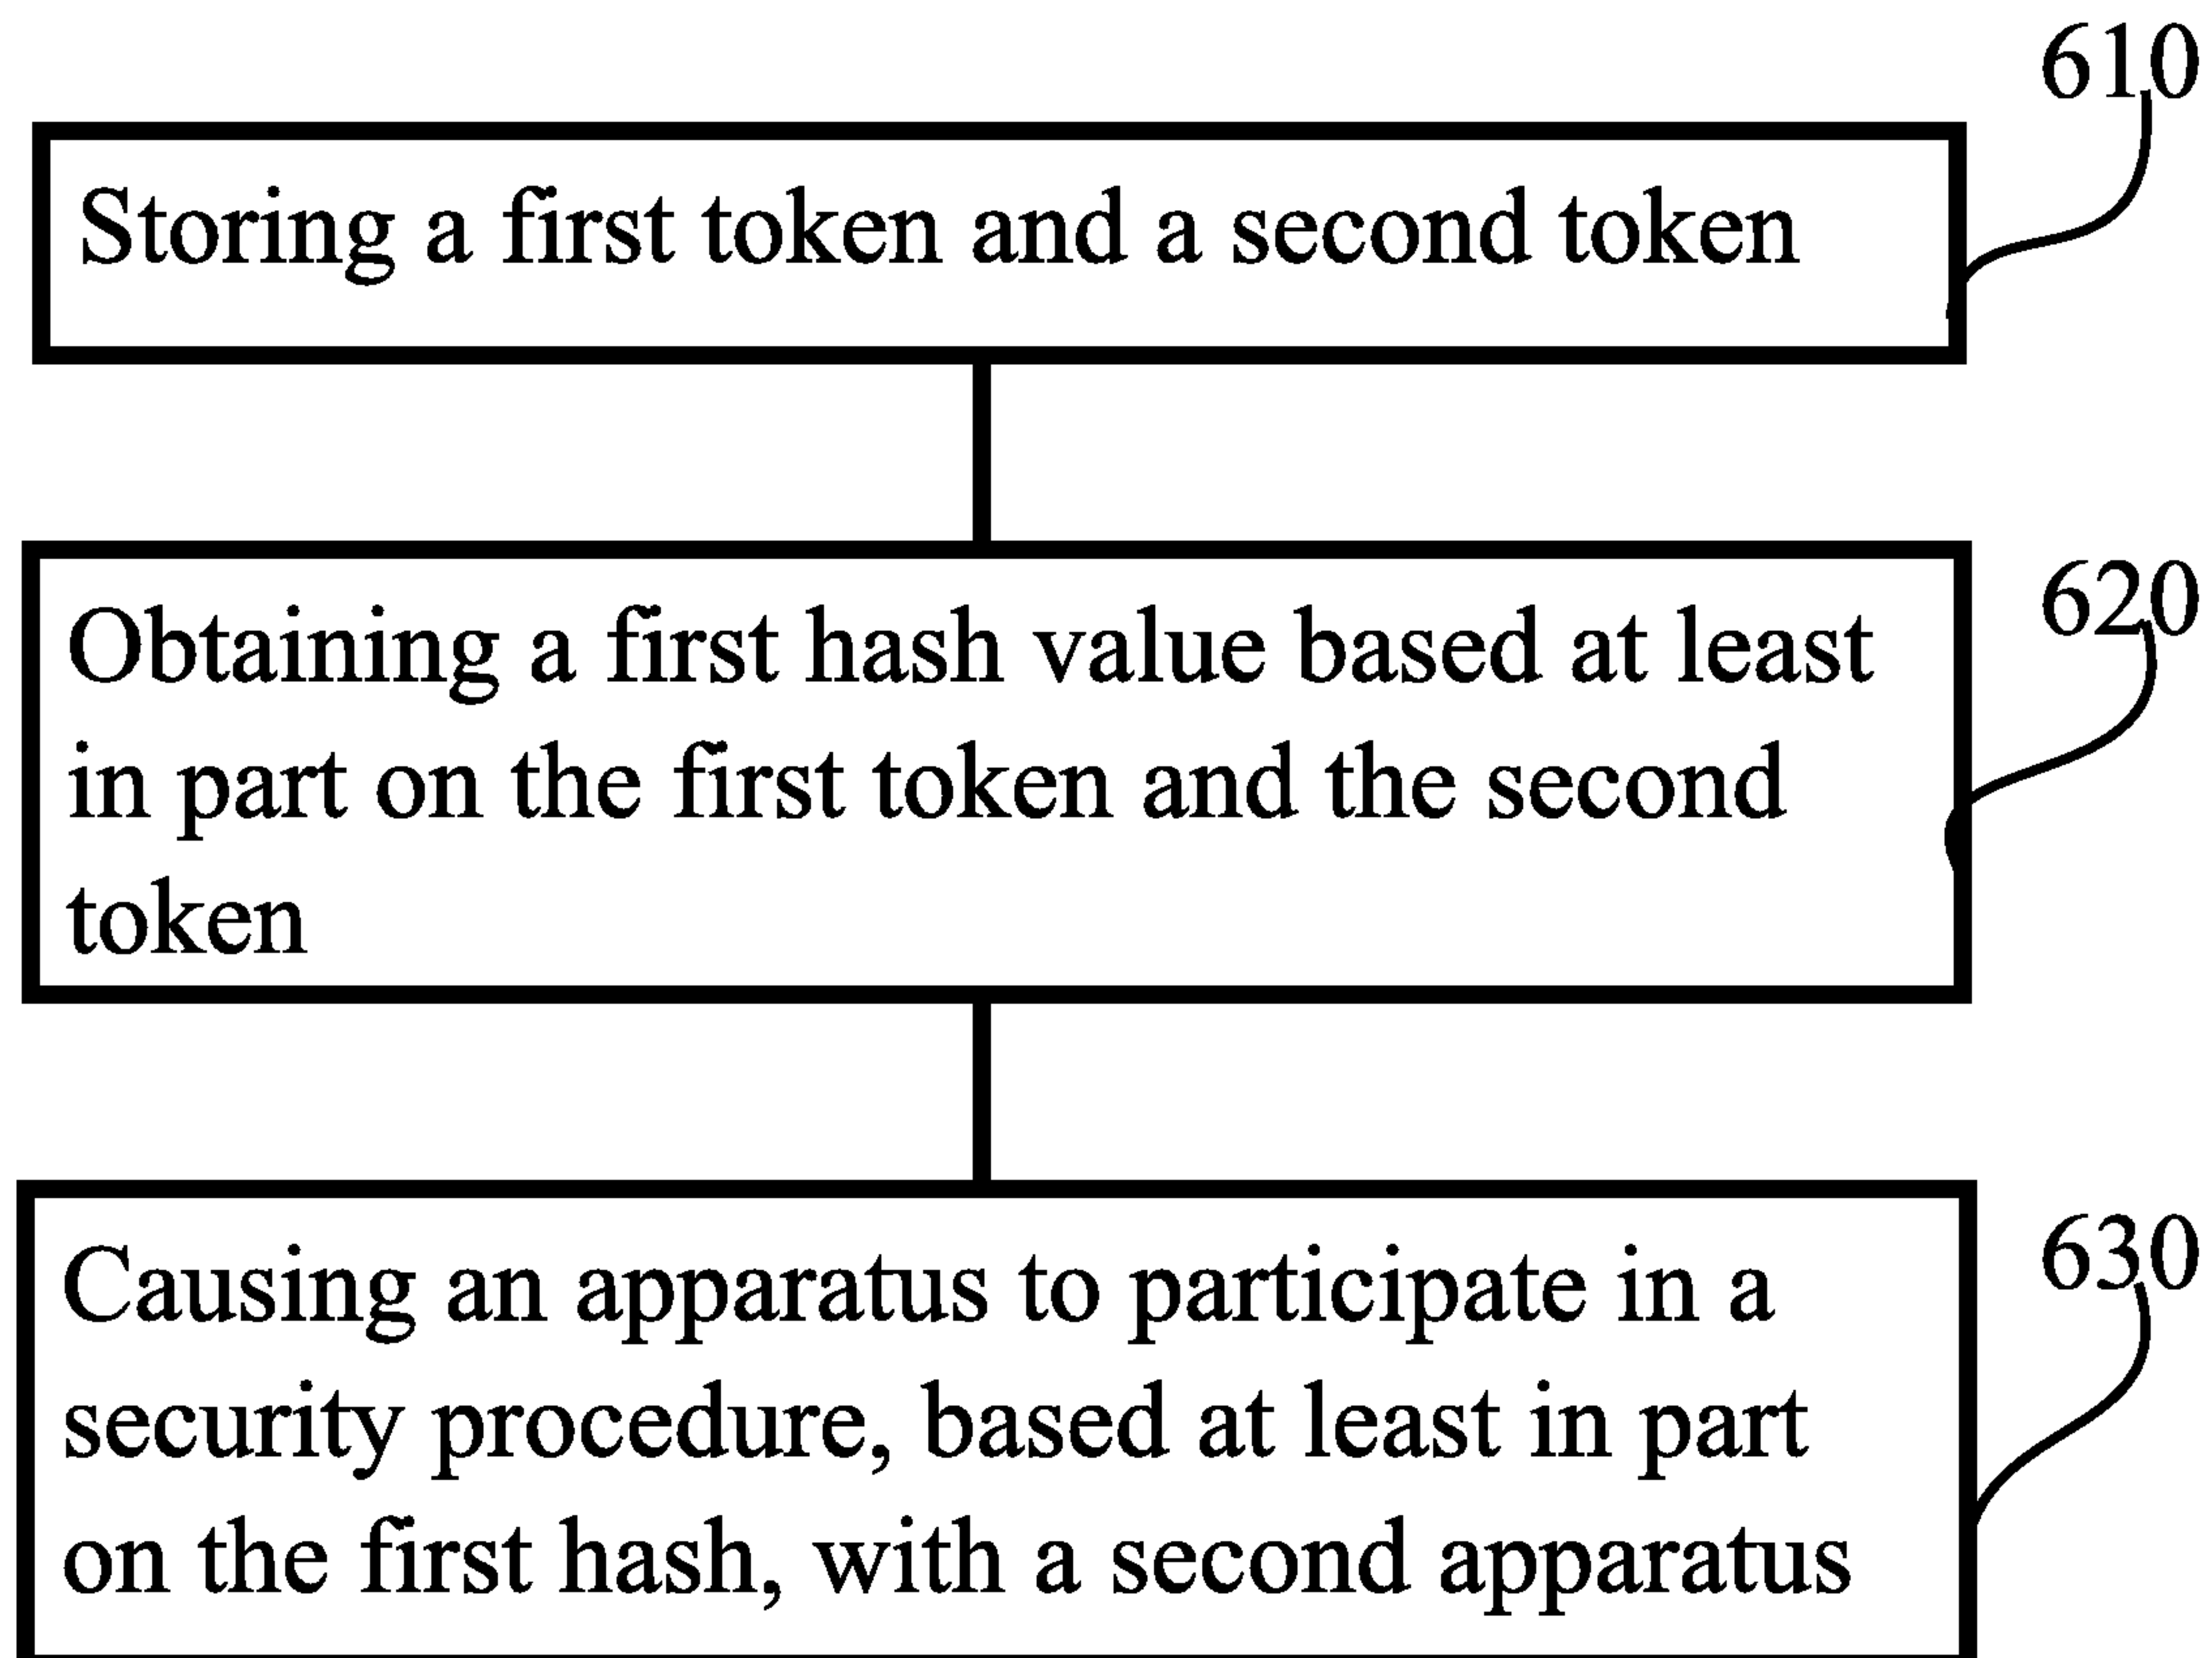 610
Storing a first token and a second token
620
Obtaining a first hash value based at least
in part on the first token and the second
token
630
Causing an apparatus to participate in a
security procedure, based at least in part
on the first hash, with a second apparatus